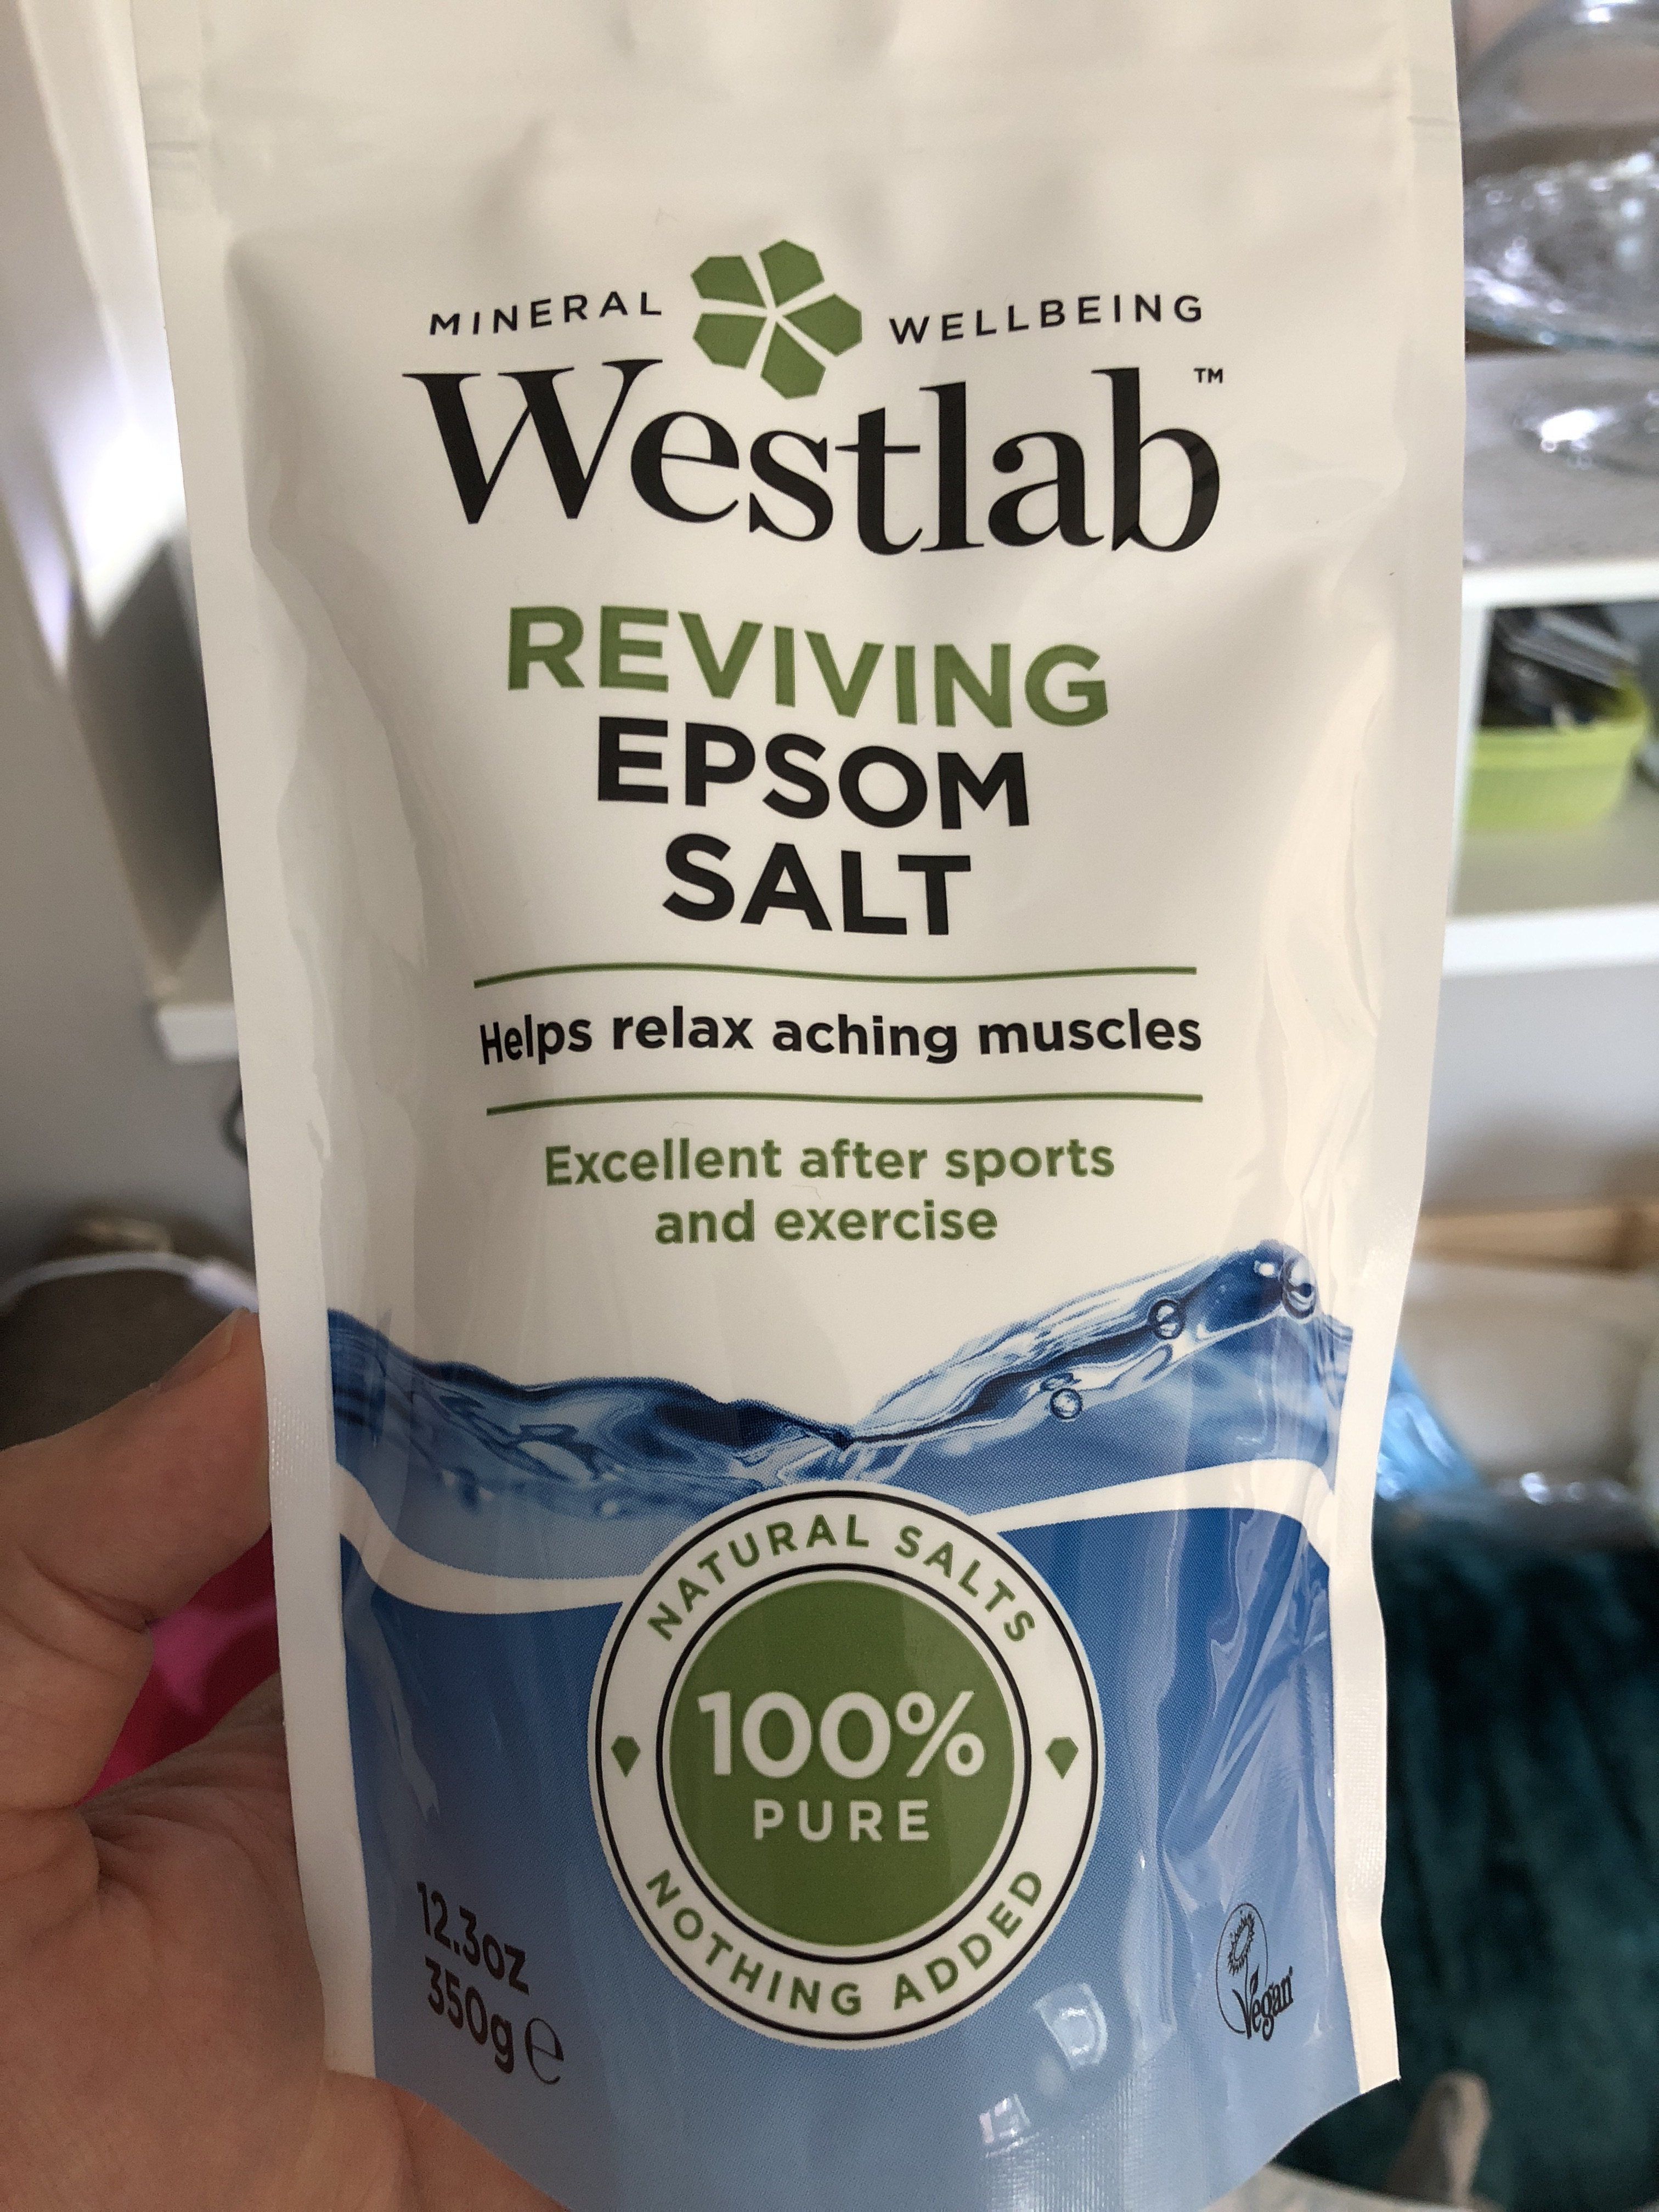 MINERAL WELLBEING
Westlab™
REVIVING
EPSOM
SALT
Helps relax aching muscles
Excellent after sports
and exercise
NATURAL SALTS
100%
PURE
NOTHING ADDED
12.3oz
350g ℮
Vegan